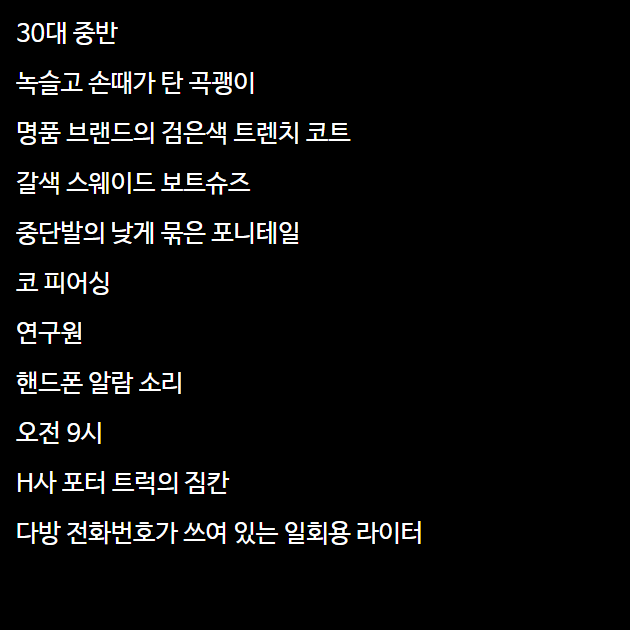 30대 중반
녹슬고 손때가 탄 곡괭이
명품 브랜드의 검은색 트렌치 코트
갈색 스웨이드 보트슈즈
중단발의 낮게 묶은 포니테일
코 피어싱
연구원
핸드폰 알람 소리
오전 9시
H사 포터 트럭의 짐칸
다방 전화번호가 쓰여 있는 일회용 라이터